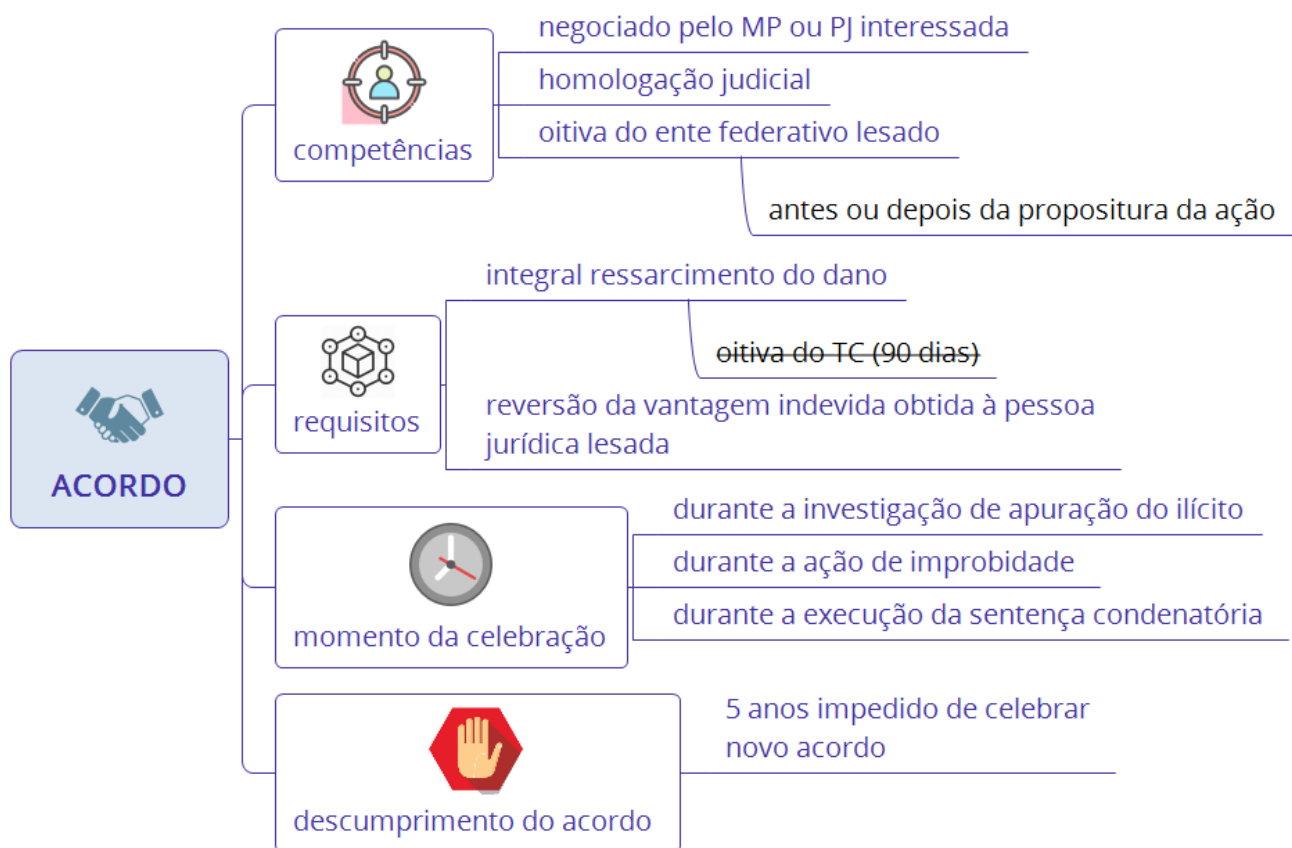 ACORDO
competências
negociado pelo MP ou PJ interessada
homologação judicial
oitiva do ente federativo lesado
antes ou depois da propositura da ação
requisitos
integral ressarcimento do dano
oitiva do TC (90 dias)
reversão da vantagem indevida obtida à pessoa
jurídica lesada
momento da celebração
durante a investigação de apuração do ilícito
durante a ação de improbidade
durante a execução da sentença condenatória
descumprimento do acordo
5 anos impedido de celebrar
novo acordo